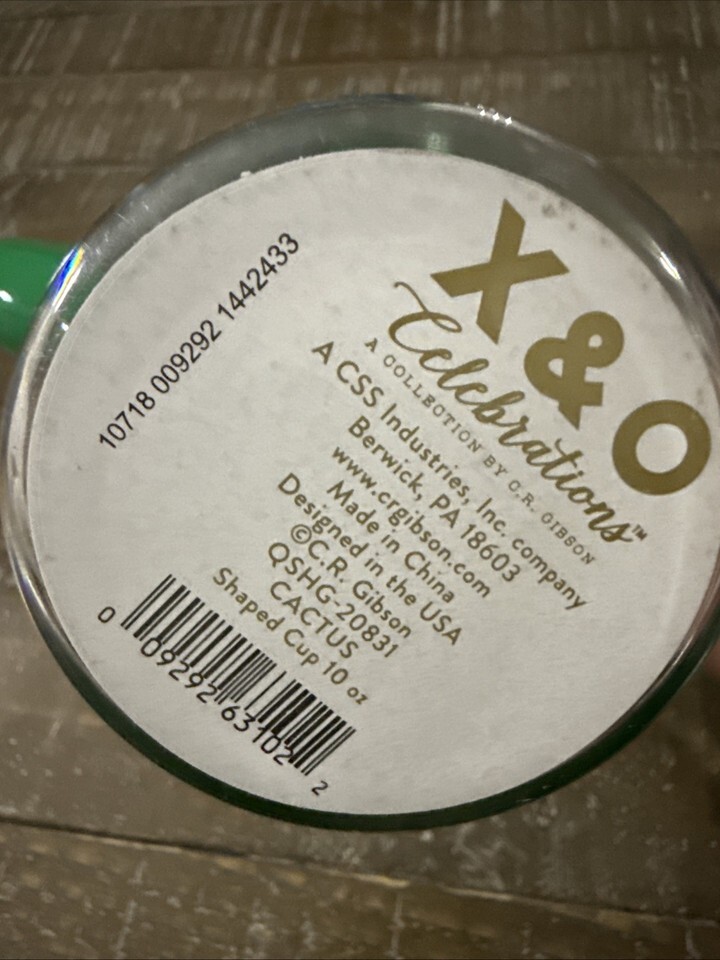 X & O
Celebrations™
A COLLECTION BY C.R. GIBSON
A CSS Industries, Inc. company
Berwick, PA 18603
www.crgibson.com
Made in China
Designed in the USA
©C.R. Gibson
QSHG-20831
CACTUS
Shaped Cup 10 oz
0 09292 63102 2
10718 009292 1442433